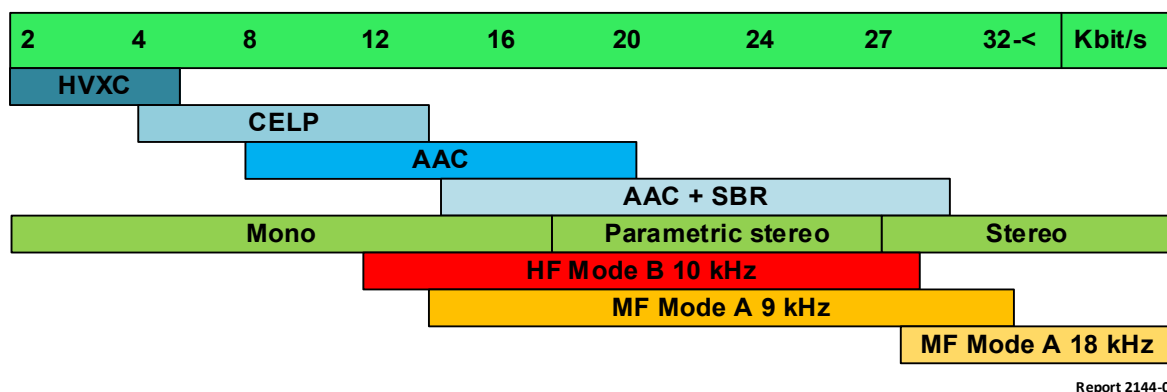 2 4 8 12 16 20 24 27 32-< Kbit/s
HVXC
CELP
AAC
AAC + SBR
Mono Parametric stereo Stereo
HF Mode B 10 kHz
MF Mode A 9 kHz
MF Mode A 18 kHz
Report 2144-0